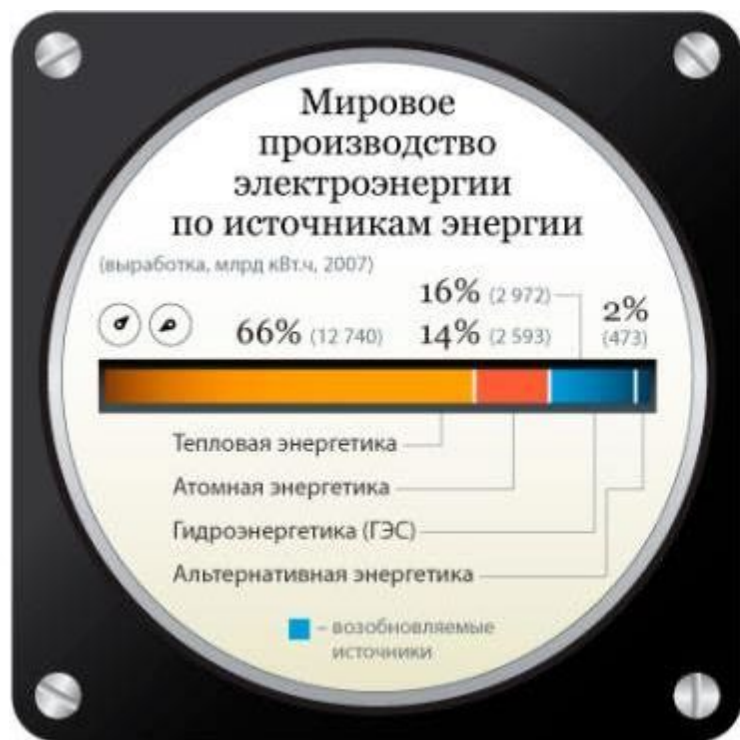 Мировое
производство
электроэнергии
по источникам энергии
(выработка, млрд кВт.ч, 2007)
16% (2 972)
2%
66% (12 740) 14% (2 593) (473)
Тепловая энергетика
Атомная энергетика
Гидроэнергетика (ГЭС)
Альтернативная энергетика
– возобновляемые
источники